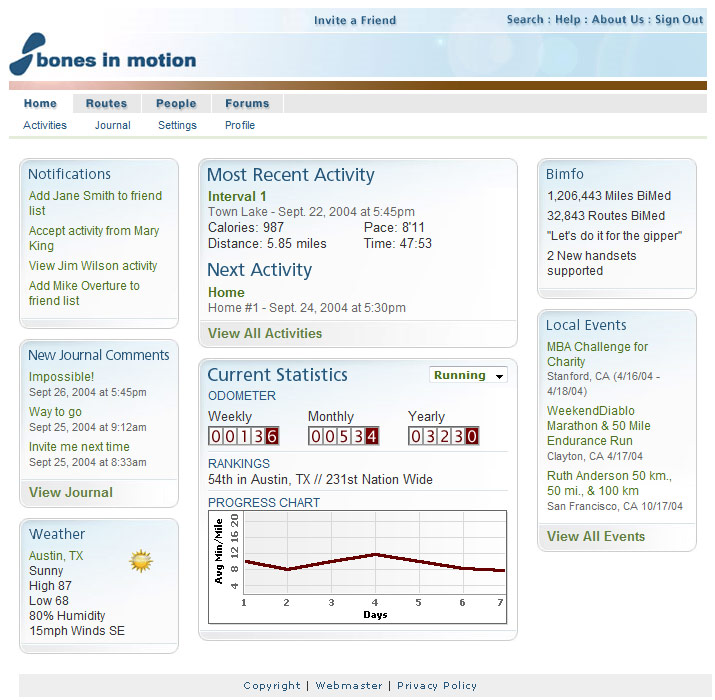 Invite a Friend
Search : Help : About Us : Sign Out
bones in motion
Home Routes People Forums
Activities Journal Settings Profile
Notifications
Add Jane Smith to friend
list
Accept activity from Mary
King
View Jim Wilson activity
Add Mike Overture to
friend list
New Journal Comments
Impossible!
Sept 26, 2004 at 5:45pm
Way to go
Sept 25, 2004 at 9:12am
Invite me next time
Sept 25, 2004 at 8:33am
View Journal
Weather
Austin, TX
Sunny
High 87
Low 68
80% Humidity
15mph Winds SE
Most Recent Activity
Interval 1
Town Lake - Sept. 22, 2004 at 5:45pm
Calories: 987 Pace: 8'11
Distance: 5.85 miles Time: 47:53
Next Activity
Home
Home #1 - Sept. 24, 2004 at 5:30pm
View All Activities
Current Statistics Running
ODOMETER
Weekly Monthly Yearly
00136 00534 03230
RANKINGS
54th in Austin, TX // 231st Nation Wide
PROGRESS CHART
Avg Min/Mile
4 8 12 16 20
1 2 3 4 5 6 7
Days
Bimfo
1,206,443 Miles BiMed
32,843 Routes BiMed
"Let's do it for the gipper"
2 New handsets
supported
Local Events
MBA Challenge for
Charity
Stanford, CA (4/16/04 -
4/18/04)
WeekendDiablo
Marathon & 50 Mile
Endurance Run
Clayton, CA 4/17/04
Ruth Anderson 50 km.,
50 mi., & 100 km
San Francisco, CA 10/17/04
View All Events
Copyright | Webmaster | Privacy Policy